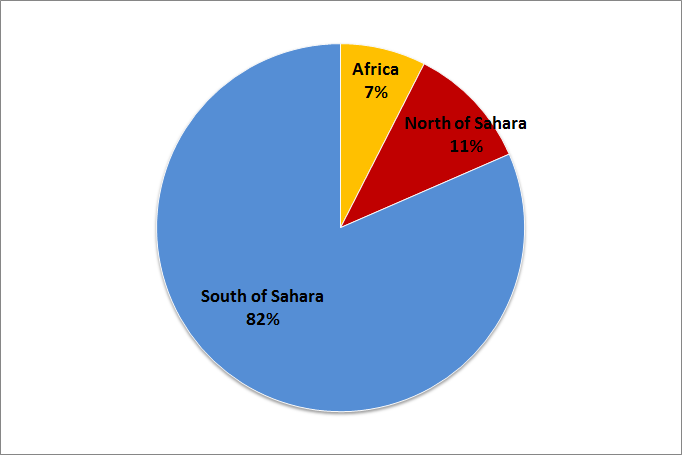 Africa
7%
North of Sahara
11%
South of Sahara
82%